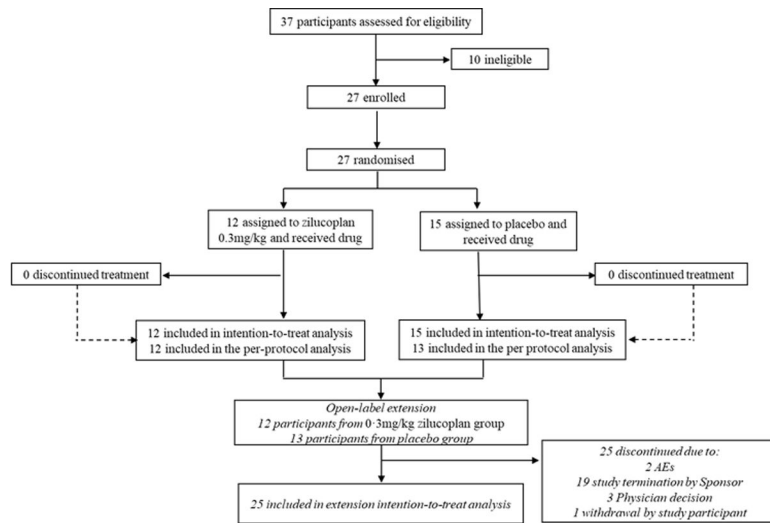 37 participants assessed for eligibility
10 ineligible
27 enrolled
27 randomised
12 assigned to zilucoplan
0.3mg/kg and received drug
15 assigned to placebo and
received drug
0 discontinued treatment
0 discontinued treatment
12 included in intention-to-treat analysis
12 included in the per-protocol analysis
15 included in intention-to-treat analysis
13 included in the per protocol analysis
Open-label extension
12 participants from 0·3mg/kg zilucoplan group
13 participants from placebo group
25 discontinued due to:
2 AEs
19 study termination by Sponsor
3 Physician decision
1 withdrawal by study participant
25 included in extension intention-to-treat analysis